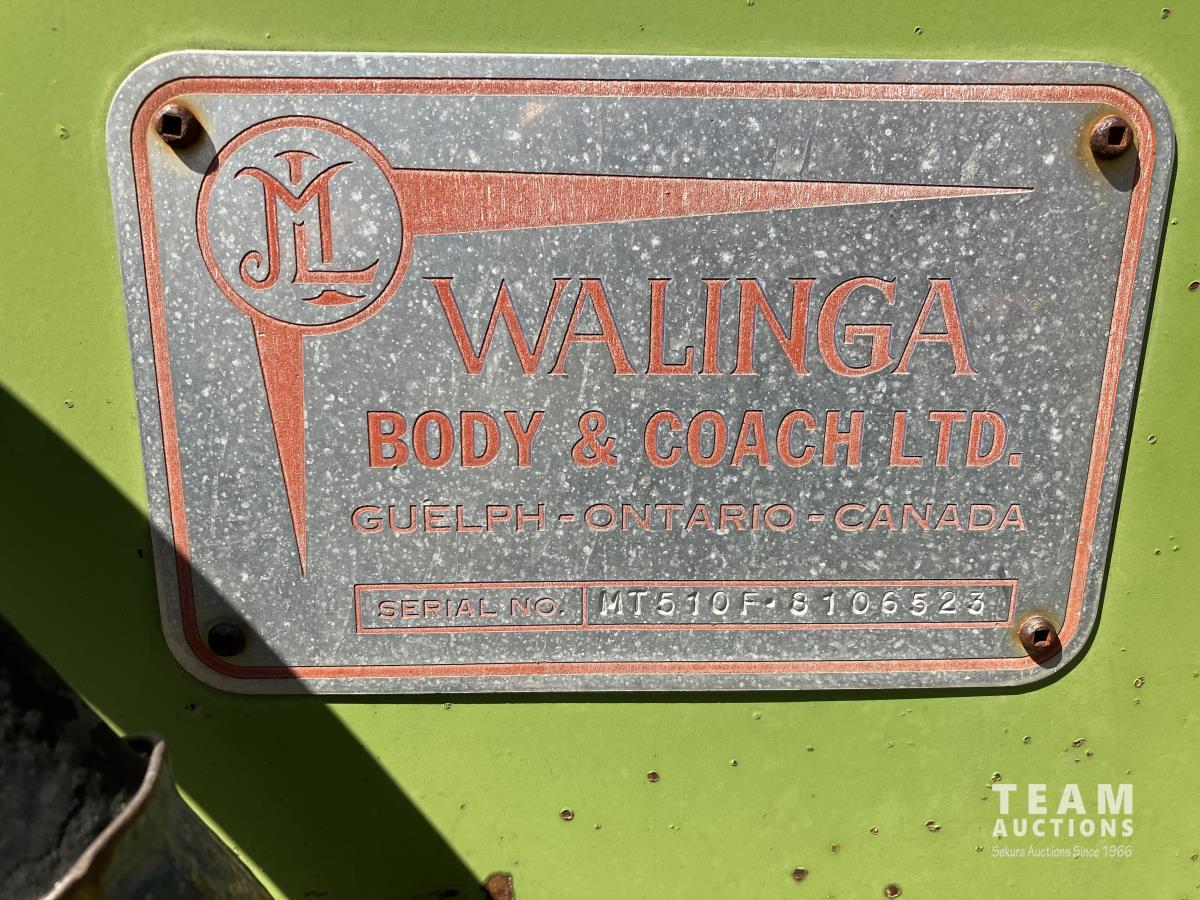 JML
WALINGA
BODY & COACH LTD.
GUELPH - ONTARIO - CANADA
SERIAL NO. MT510F·8106523
TEAM
AUCTIONS
Sekura Auctions Since 1966